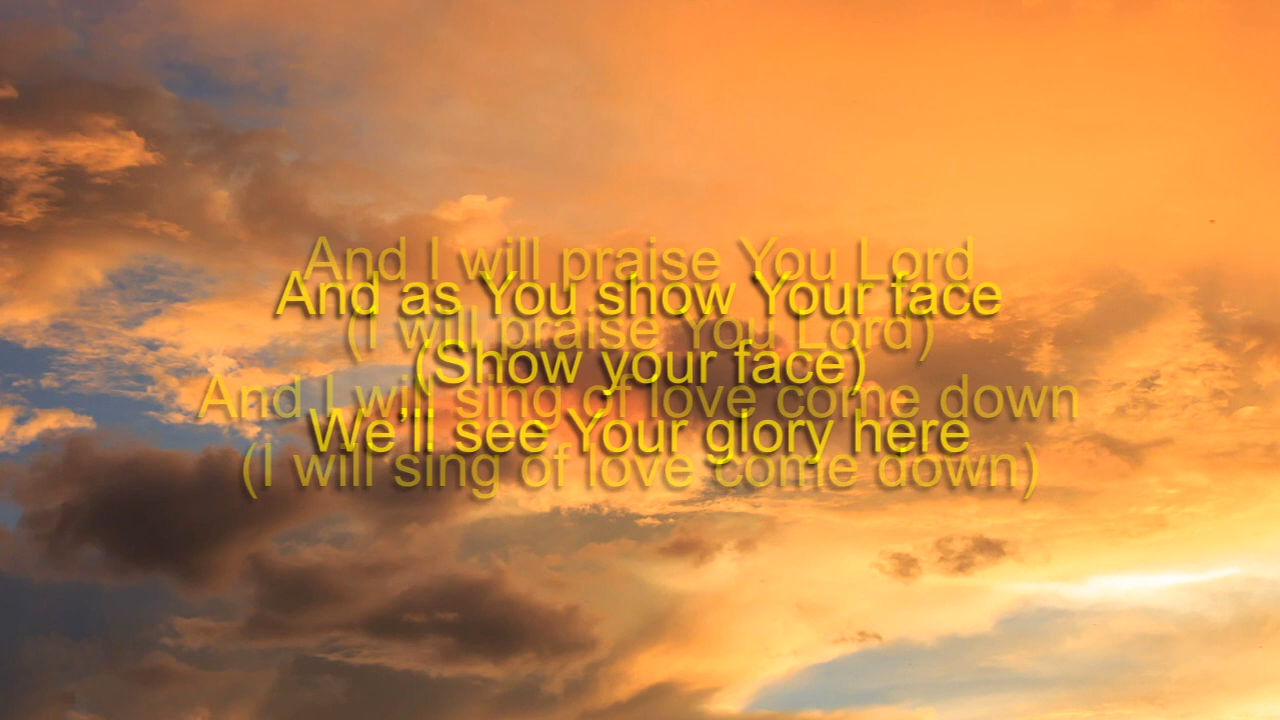 And I will praise You Lord
And as You show Your face
(I will praise You Lord)
(Show your face)
And I will sing of love come down
We'll see Your glory here
(I will sing of love come down)